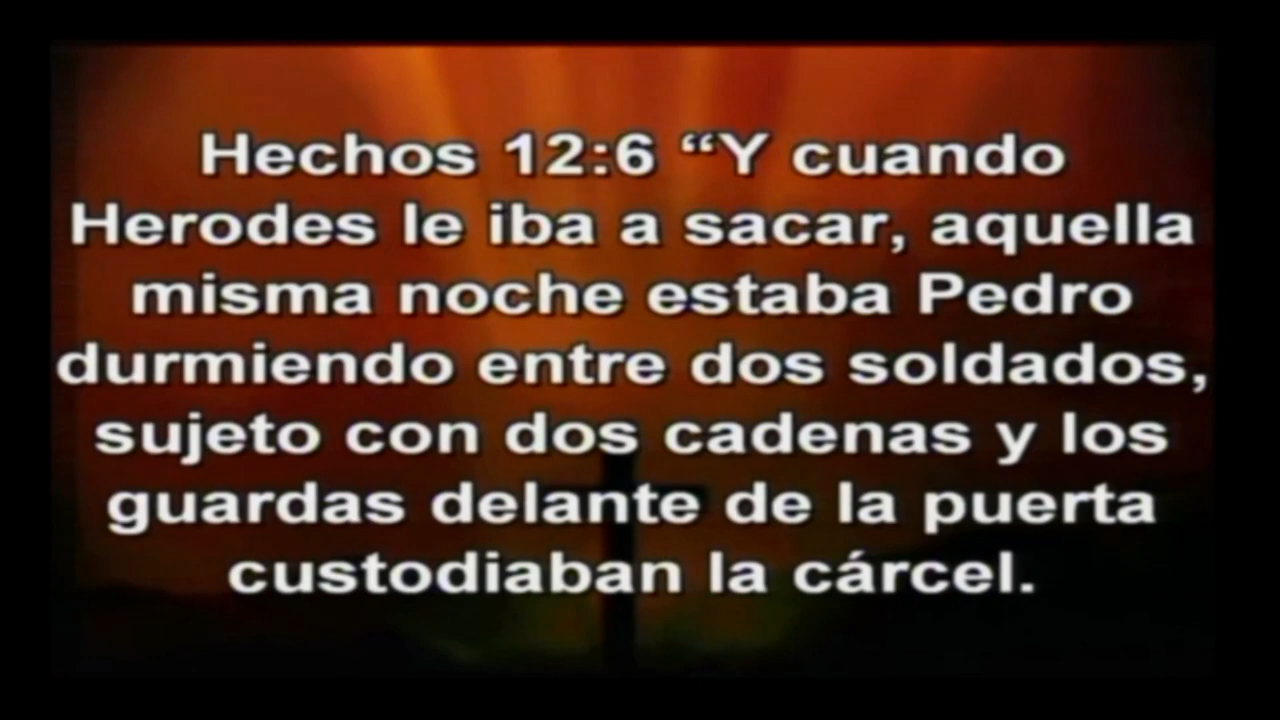 Hechos 12:6 “Y cuando
Herodes le iba a sacar, aquella
misma noche estaba Pedro
durmiendo entre dos soldados,
sujeto con dos cadenas y los
guardas delante de la puerta
custodiaban la cárcel.